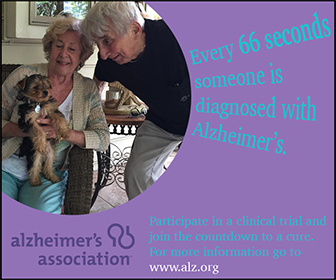 Every 66 seconds
someone is
diagnosed with
Alzheimer's.
alzheimer's
association
Participate in a clinical trial and
join the countdown to a cure.
For more information go to
www.alz.org